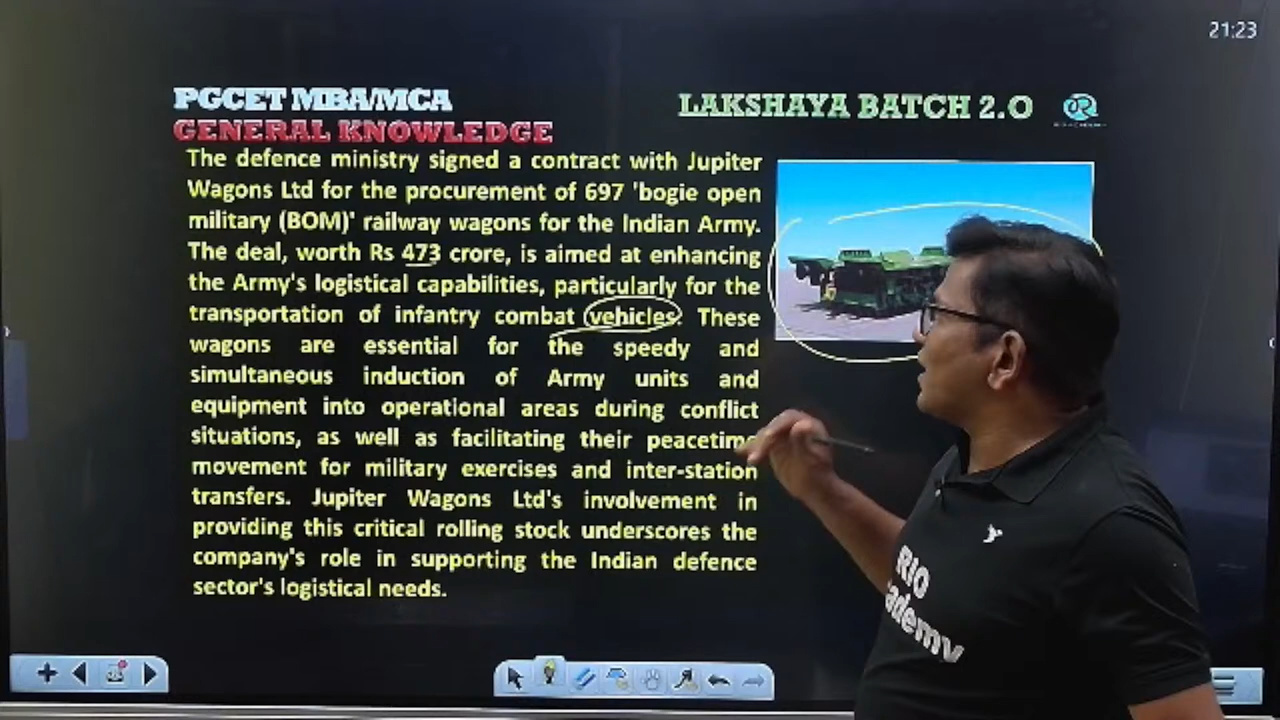 21:23
PGCET MBA/MCA
LAKSHAYA BATCH 2.O
GENERAL KNOWLEDGE
The defence ministry signed a contract with Jupiter
Wagons Ltd for the procurement of 697 'bogie open
military (BOM)' railway wagons for the Indian Army.
The deal, worth Rs 473 crore, is aimed at enhancing
the Army's logistical capabilities, particularly for the
transportation of infantry combat vehicles. These
wagons are essential for the speedy and
simultaneous induction of Army units and
equipment into operational areas during conflict
situations, as well as facilitating their peacetime
movement for military exercises and inter-station
transfers. Jupiter Wagons Ltd's involvement in
providing this critical rolling stock underscores the
company's role in supporting the Indian defence
sector's logistical needs.
RIO
ademy